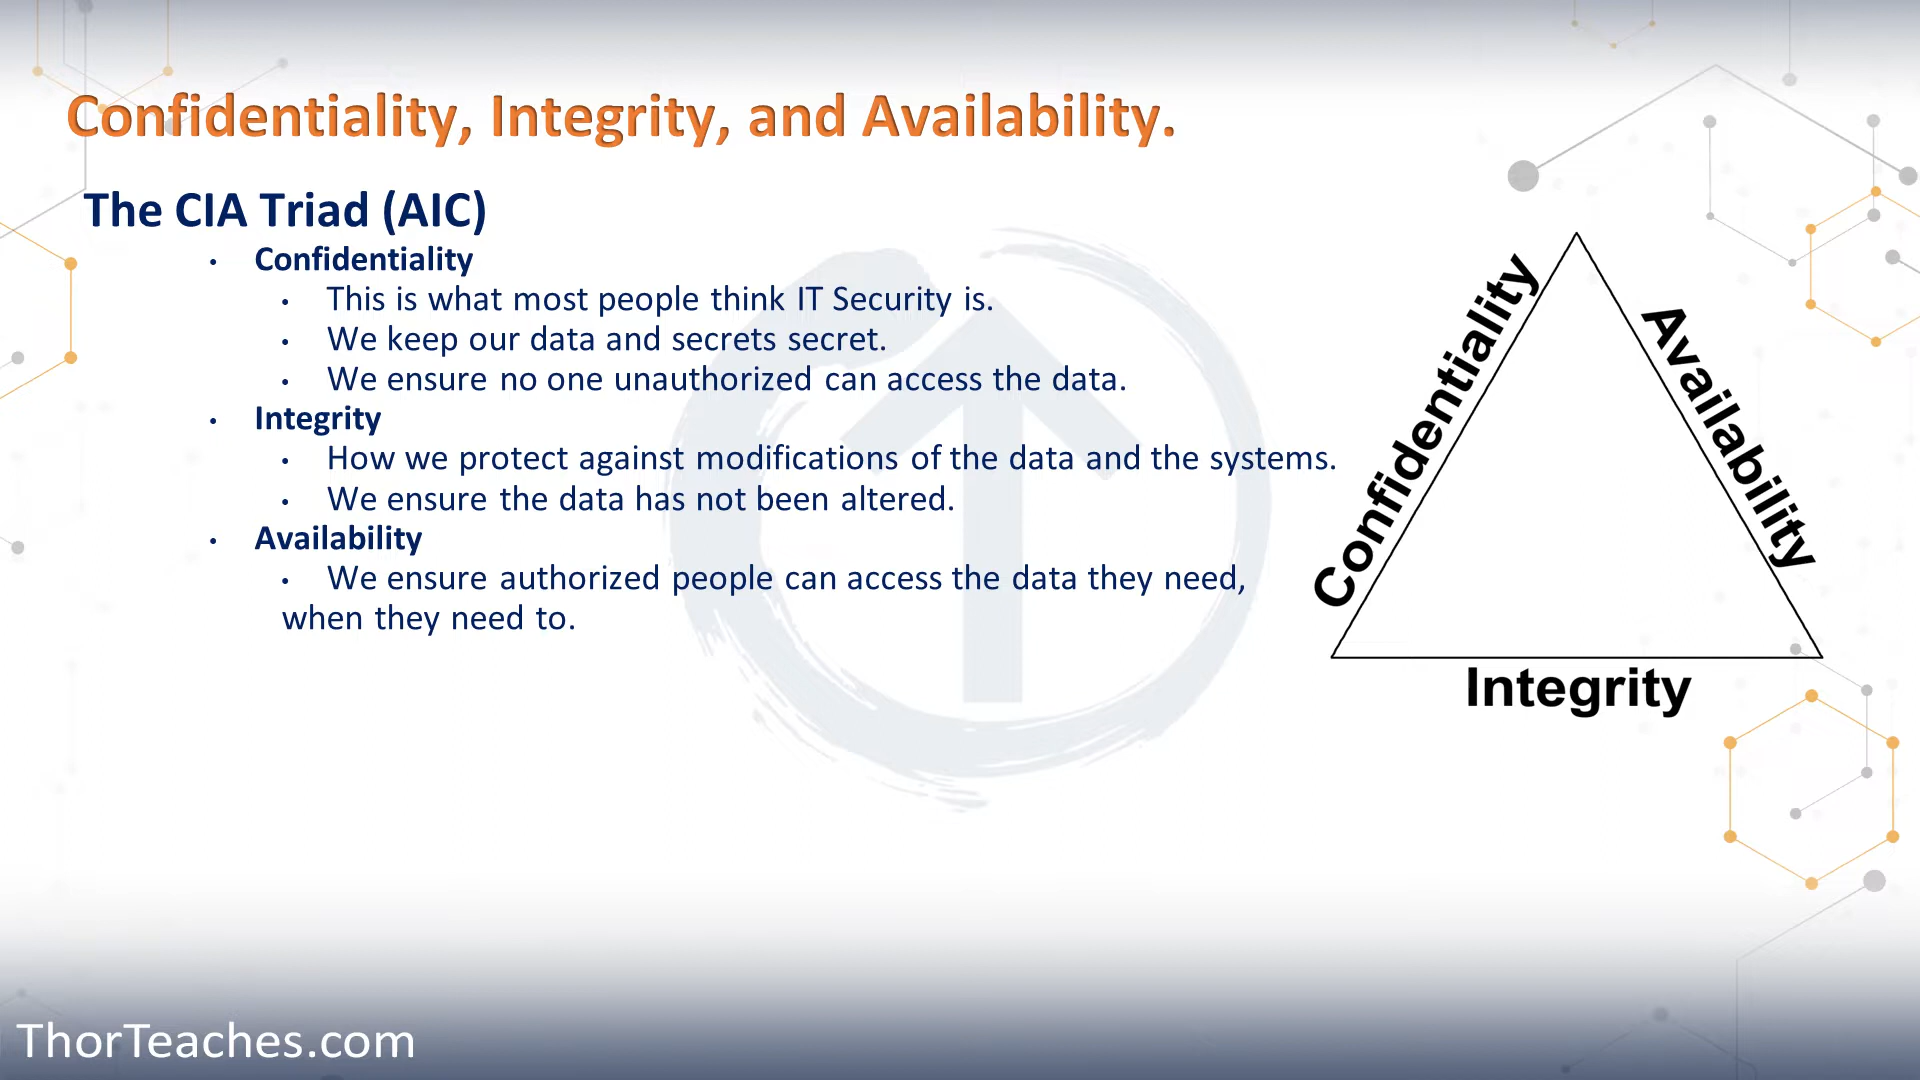 Confidentiality, Integrity, and Availability.
The CIA Triad (AIC)
• Confidentiality
• This is what most people think IT Security is.
• We keep our data and secrets secret.
• We ensure no one unauthorized can access the data.
• Integrity
• How we protect against modifications of the data and the systems.
• We ensure the data has not been altered.
• Availability
• We ensure authorized people can access the data they need,
when they need to.
Confidentiality
Availability
Integrity
ThorTeaches.com